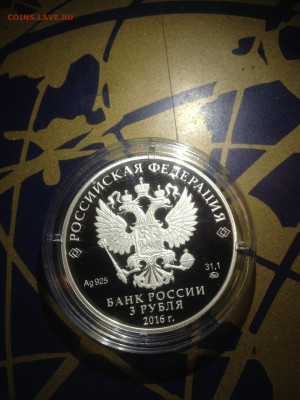 COINS.LAVE.RU
РОССИЙСКАЯ ФЕДЕРАЦИЯ
Ag 925
31,1
БАНК РОССИИ
3 РУБЛЯ
2016 г.